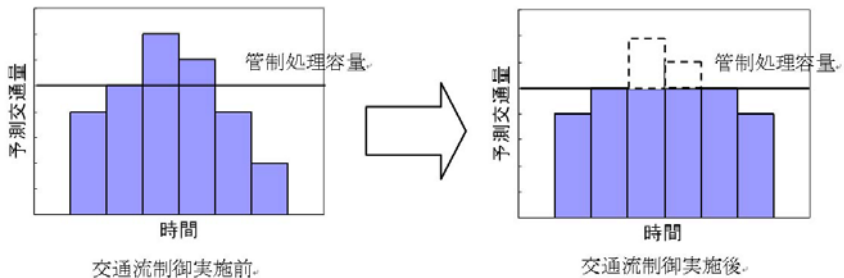 管制処理容量
予測交通量
時間
交通流制御実施前
管制処理容量
予測交通量
時間
交通流制御実施後